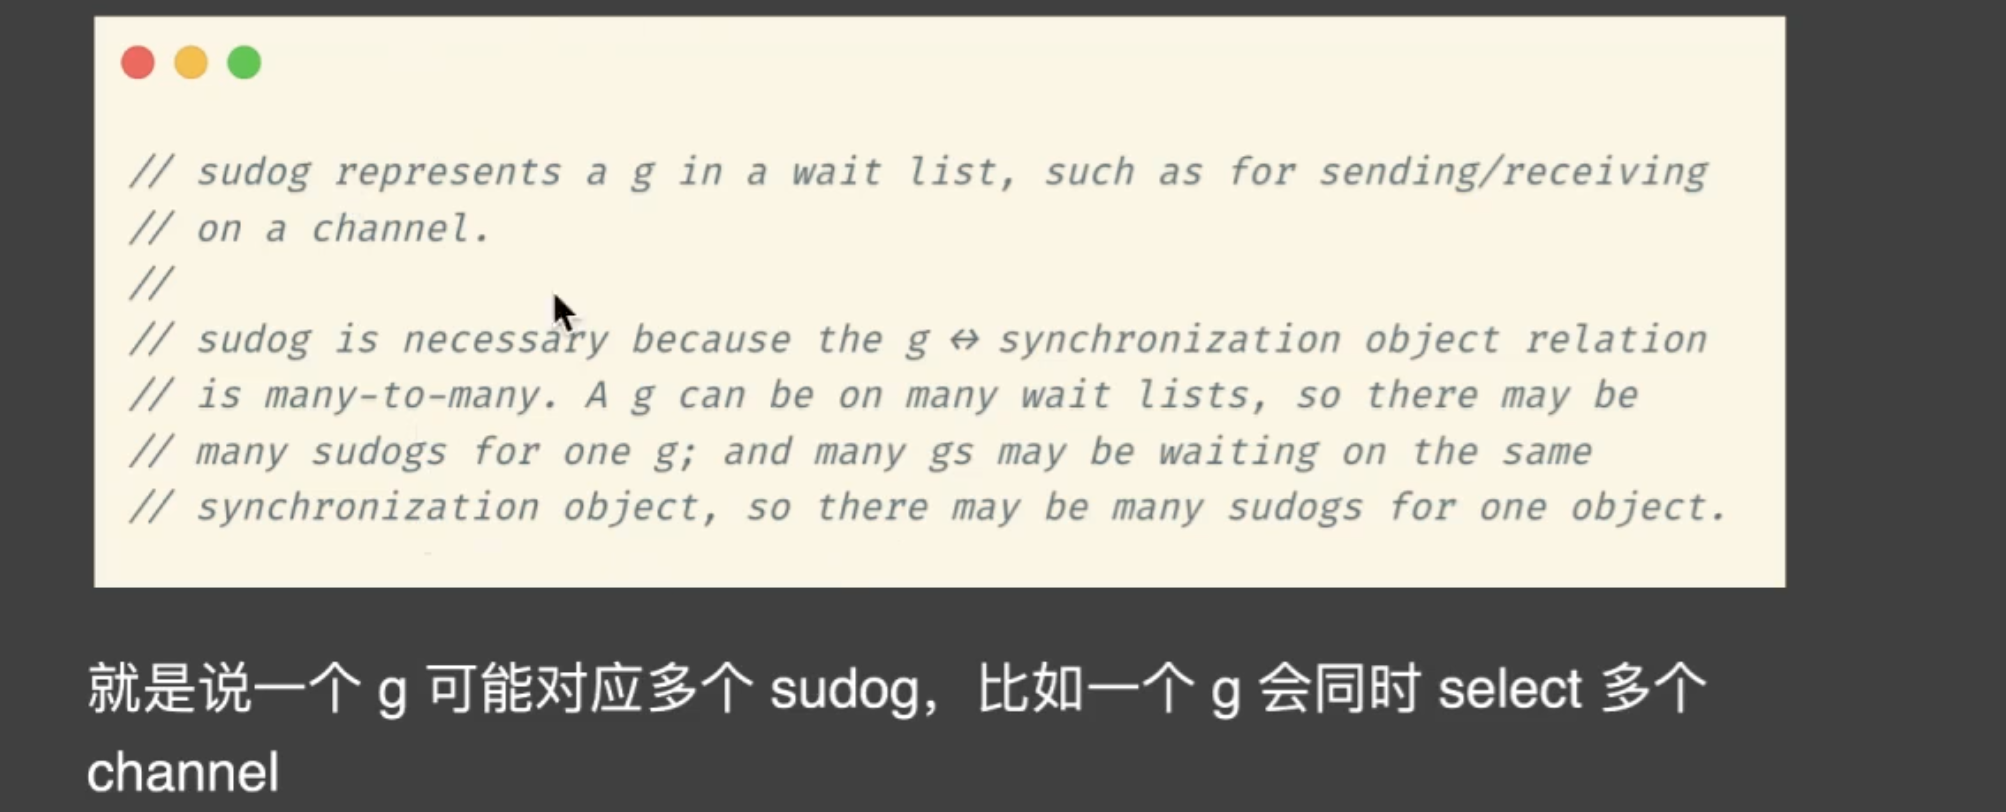 // sudog represents a g in a wait list, such as for sending/receiving
// on a channel.
//
// sudog is necessary because the g ↔ synchronization object relation
// is many-to-many. A g can be on many wait lists, so there may be
// many sudogs for one g; and many gs may be waiting on the same
// synchronization object, so there may be many sudogs for one object.
就是说一个 g 可能对应多个 sudog，比如一个 g 会同时 select 多个
channel